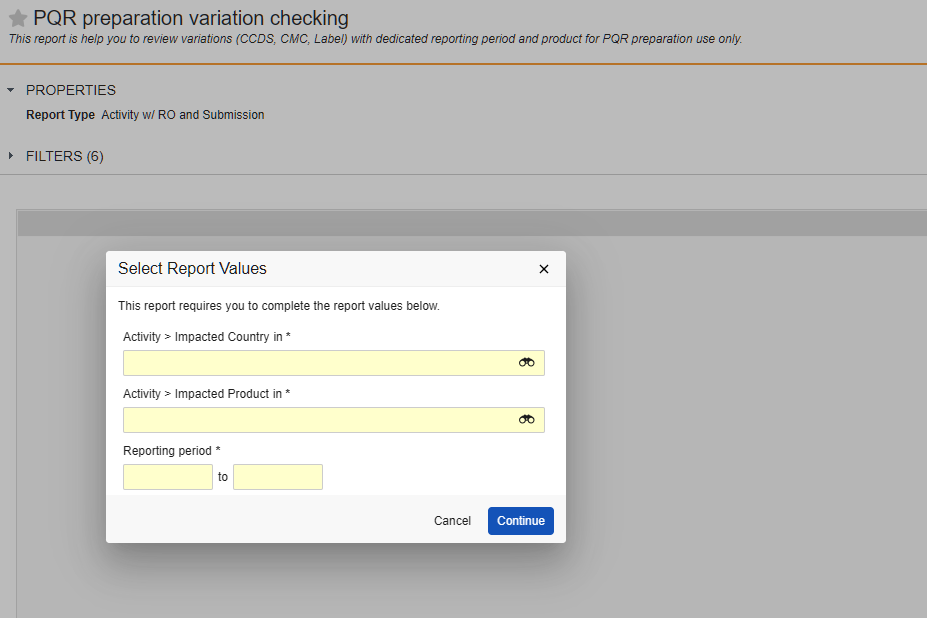 PQR preparation variation checking
This report is help you to review variations (CCDS, CMC, Label) with dedicated reporting period and product for PQR preparation use only.
PROPERTIES
Report Type Activity w/ RO and Submission
FILTERS (6)
Select Report Values
This report requires you to complete the report values below.
Activity > Impacted Country in *
Activity > Impacted Product in *
Reporting period *
to
Cancel Continue